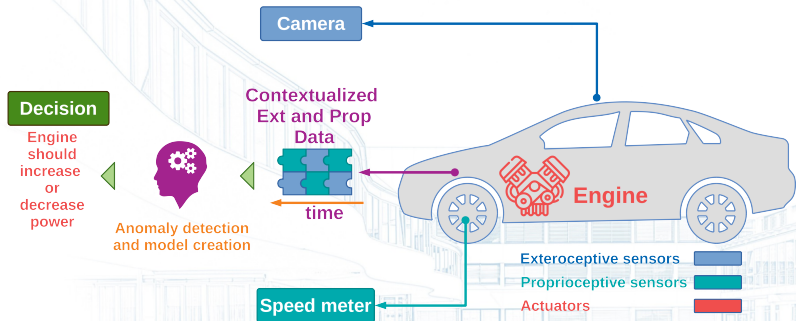 Camera
Decision
Engine
should
increase
or
decrease
power
Contextualized
Ext and Prop
Data
time
Anomaly detection
and model creation
Engine
Speed meter
Exteroceptive sensors
Proprioceptive sensors
Actuators